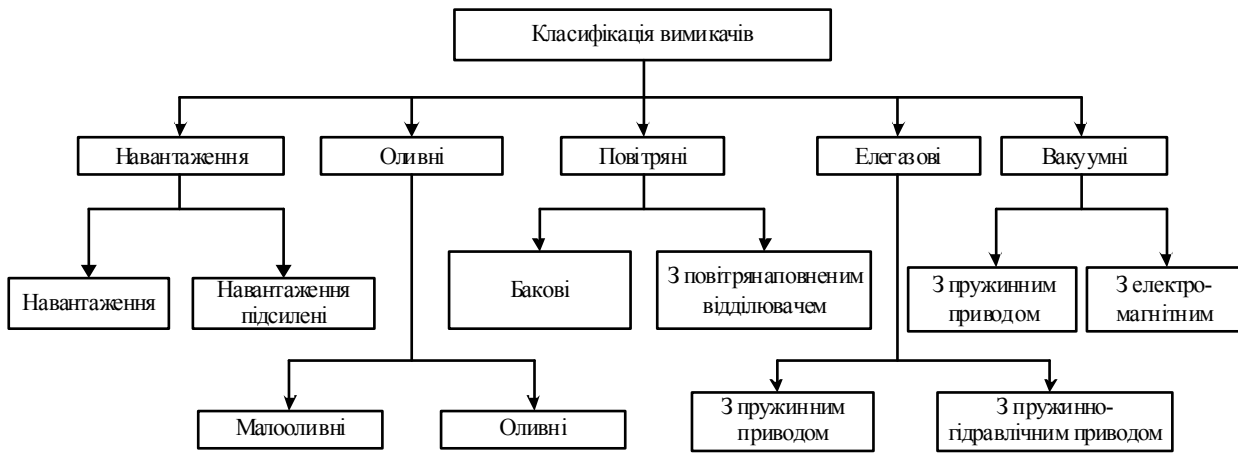 Класифікація вимикачів
Навантаження
Оливні
Повітряні
Елегазові
Вакуумні
Навантаження
Навантаження
підсилені
Бакові
З повітрянаповненим
відділювачем
З пружинним
приводом
З електро-
магнітним
Малооливні
Оливні
З пружинним
приводом
З пружинно-
гідравлічним приводом